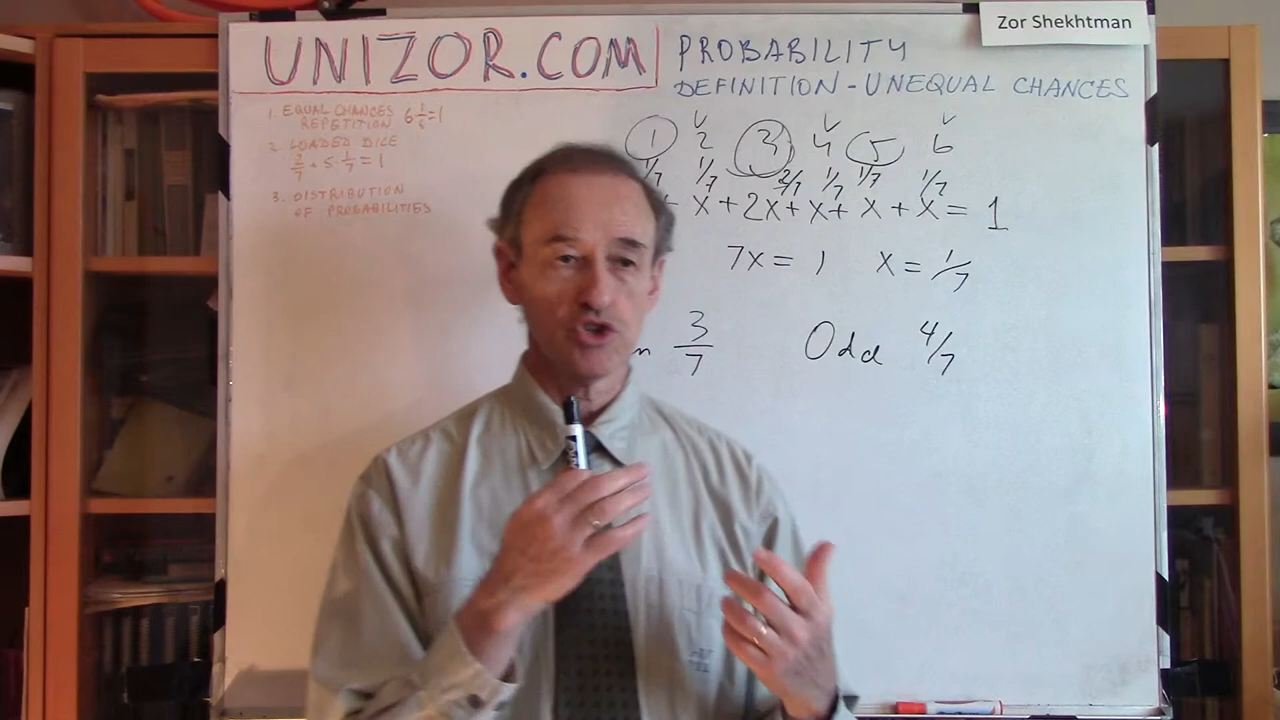 Zor Shekhtman
UNIZOR.COM
PROBABILITY
DEFINITION - UNEQUAL CHANCES
1. EQUAL CHANCES
REPETITION 6 1/6 = 1
2. LOADED DICE
2/7 + 5 · 1/7 = 1
3. DISTRIBUTION
OF PROBABILITIES
1 2 3 4 5 6
1/7 1/7 2/7 1/7 1/7 1/7
+ x + 2x + x + x + x = 1
7x = 1 x = 1/7
n 3/7 Odd 4/7